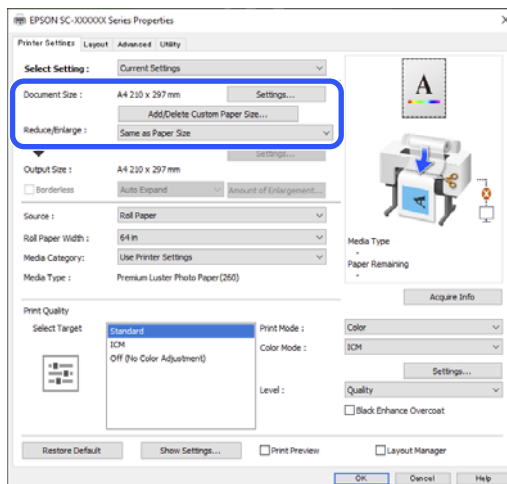 EPSON SC-XXXXXX Series Properties
Printer Settings Layout Advanced Utility
Select Setting : Current Settings
Document Size : A4 210 x 297 mm Settings...
Add/Delete Custom Paper Size...
Reduce/Enlarge : Same as Paper Size
Settings...
Output Size : A4 210 x 297 mm
Borderless Auto Expand Amount of Enlargement...
Source : Roll Paper
Roll Paper Width : 64 in
Media Category: Use Printer Settings
Media Type : Premium Luster Photo Paper(260)
A
Media Type
-
Paper Remaining
-
Acquire Info
Print Quality
Select Target
Standard
ICM
Off (No Color Adjustment)
Print Mode : Color
Color Mode : ICM
Settings...
Level : Quality
Black Enhance Overcoat
Restore Default Show Settings... Print Preview Layout Manager
OK Cancel Help